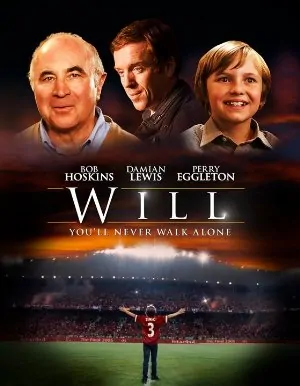 BOB
HOSKINS
DAMIAN
LEWIS
PERRY
EGGLETON
WILL
YOU'LL NEVER WALK ALONE
3